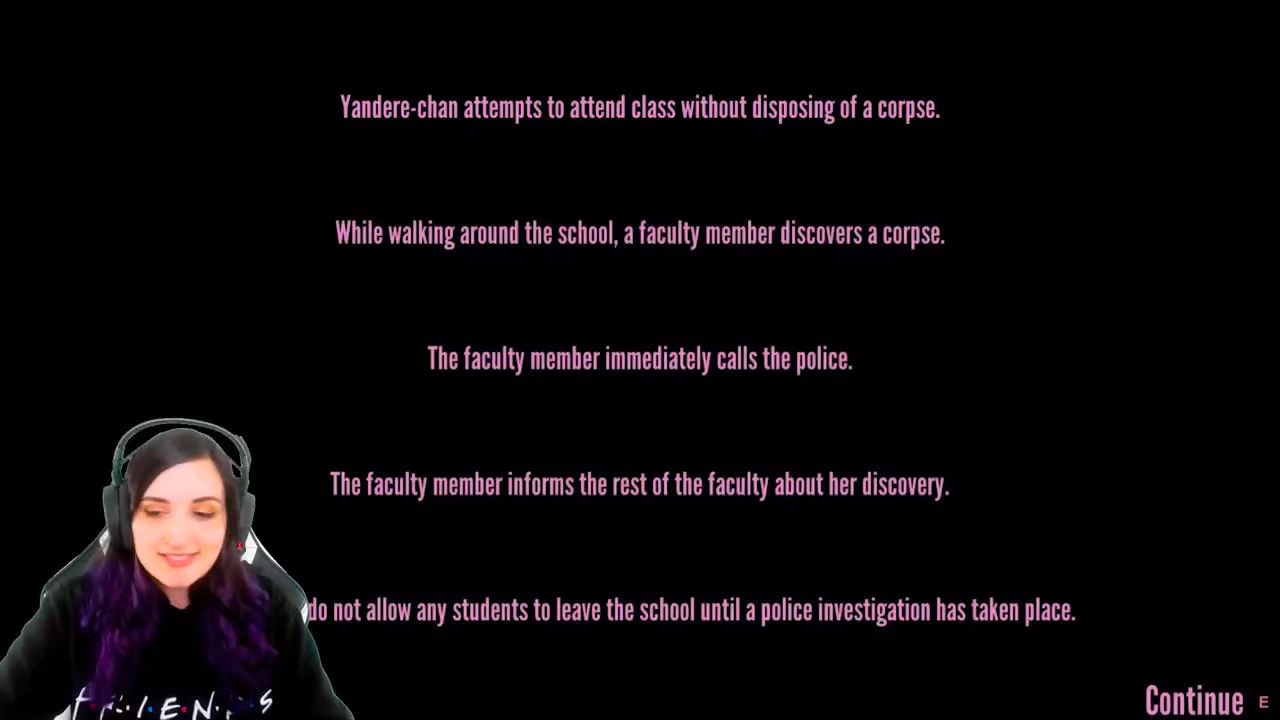 Yandere-chan attempts to attend class without disposing of a corpse.
While walking around the school, a faculty member discovers a corpse.
The faculty member immediately calls the police.
The faculty member informs the rest of the faculty about her discovery.
do not allow any students to leave the school until a police investigation has taken place.
Continue E